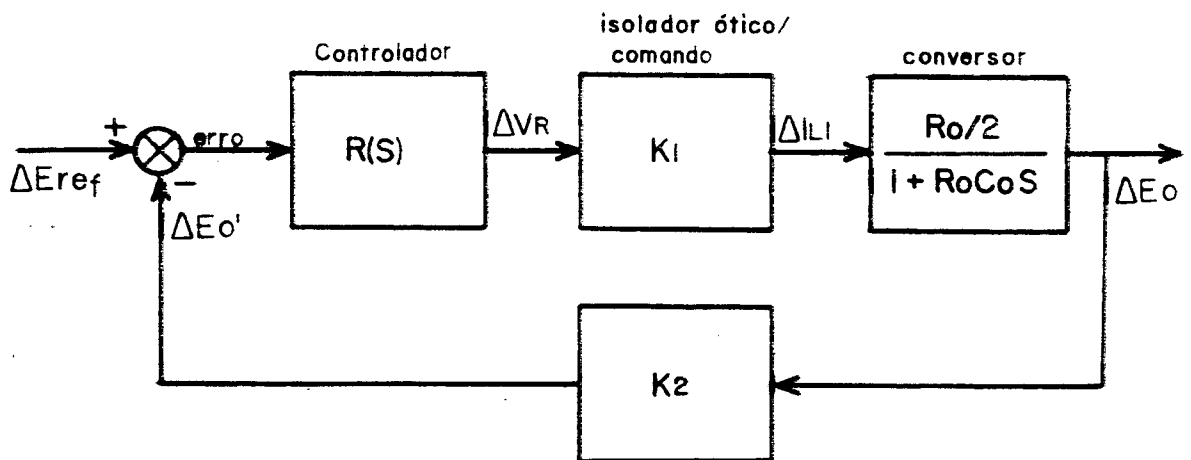 isolador ótico/
Controlador
comando
conversor
+
erro
R(S)
ΔVR
K1
ΔIL1
Ro/2
1 + RoCoS
ΔEref
−
ΔEo'
ΔEo
K2